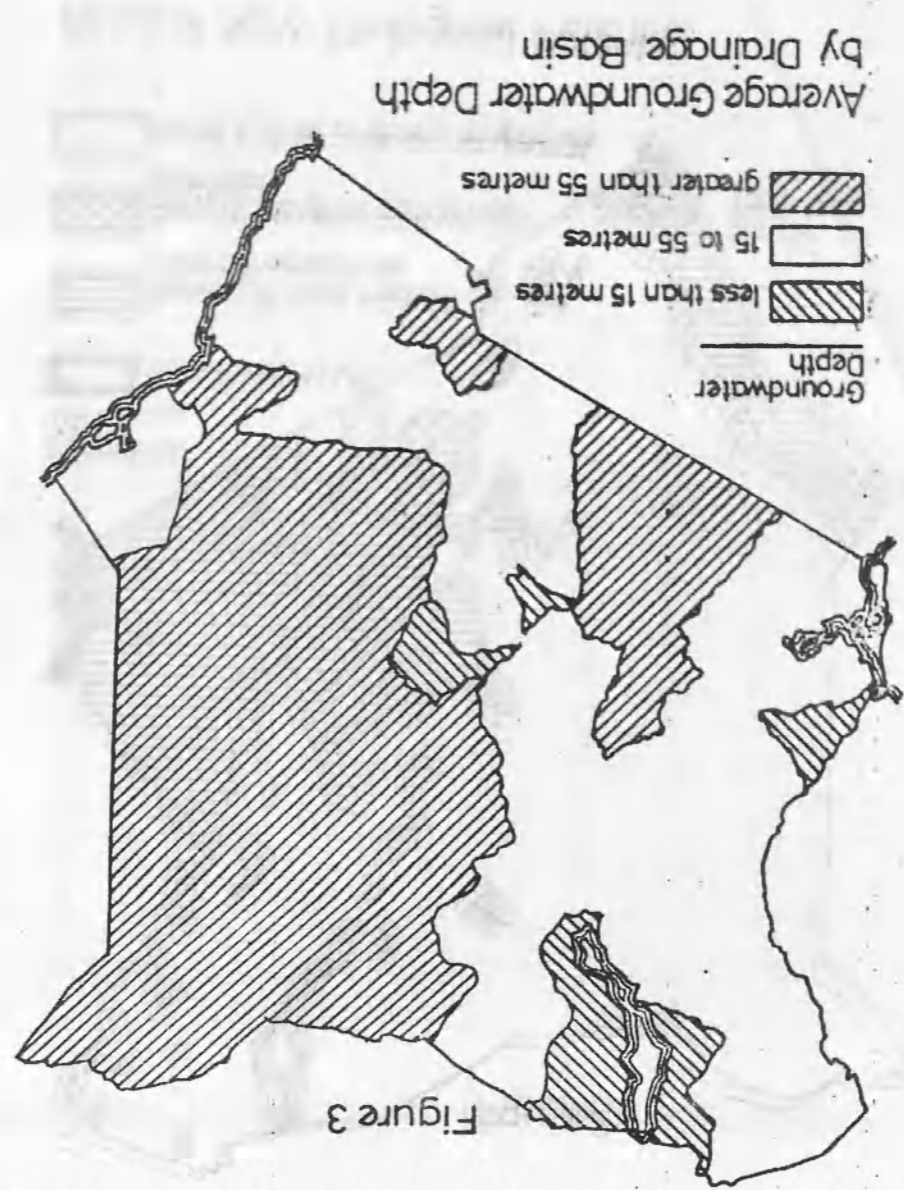 Figure 3
Groundwater
Depth
less than 15 metres
15 to 55 metres
greater than 55 metres
Average Groundwater Depth
by Drainage Basin